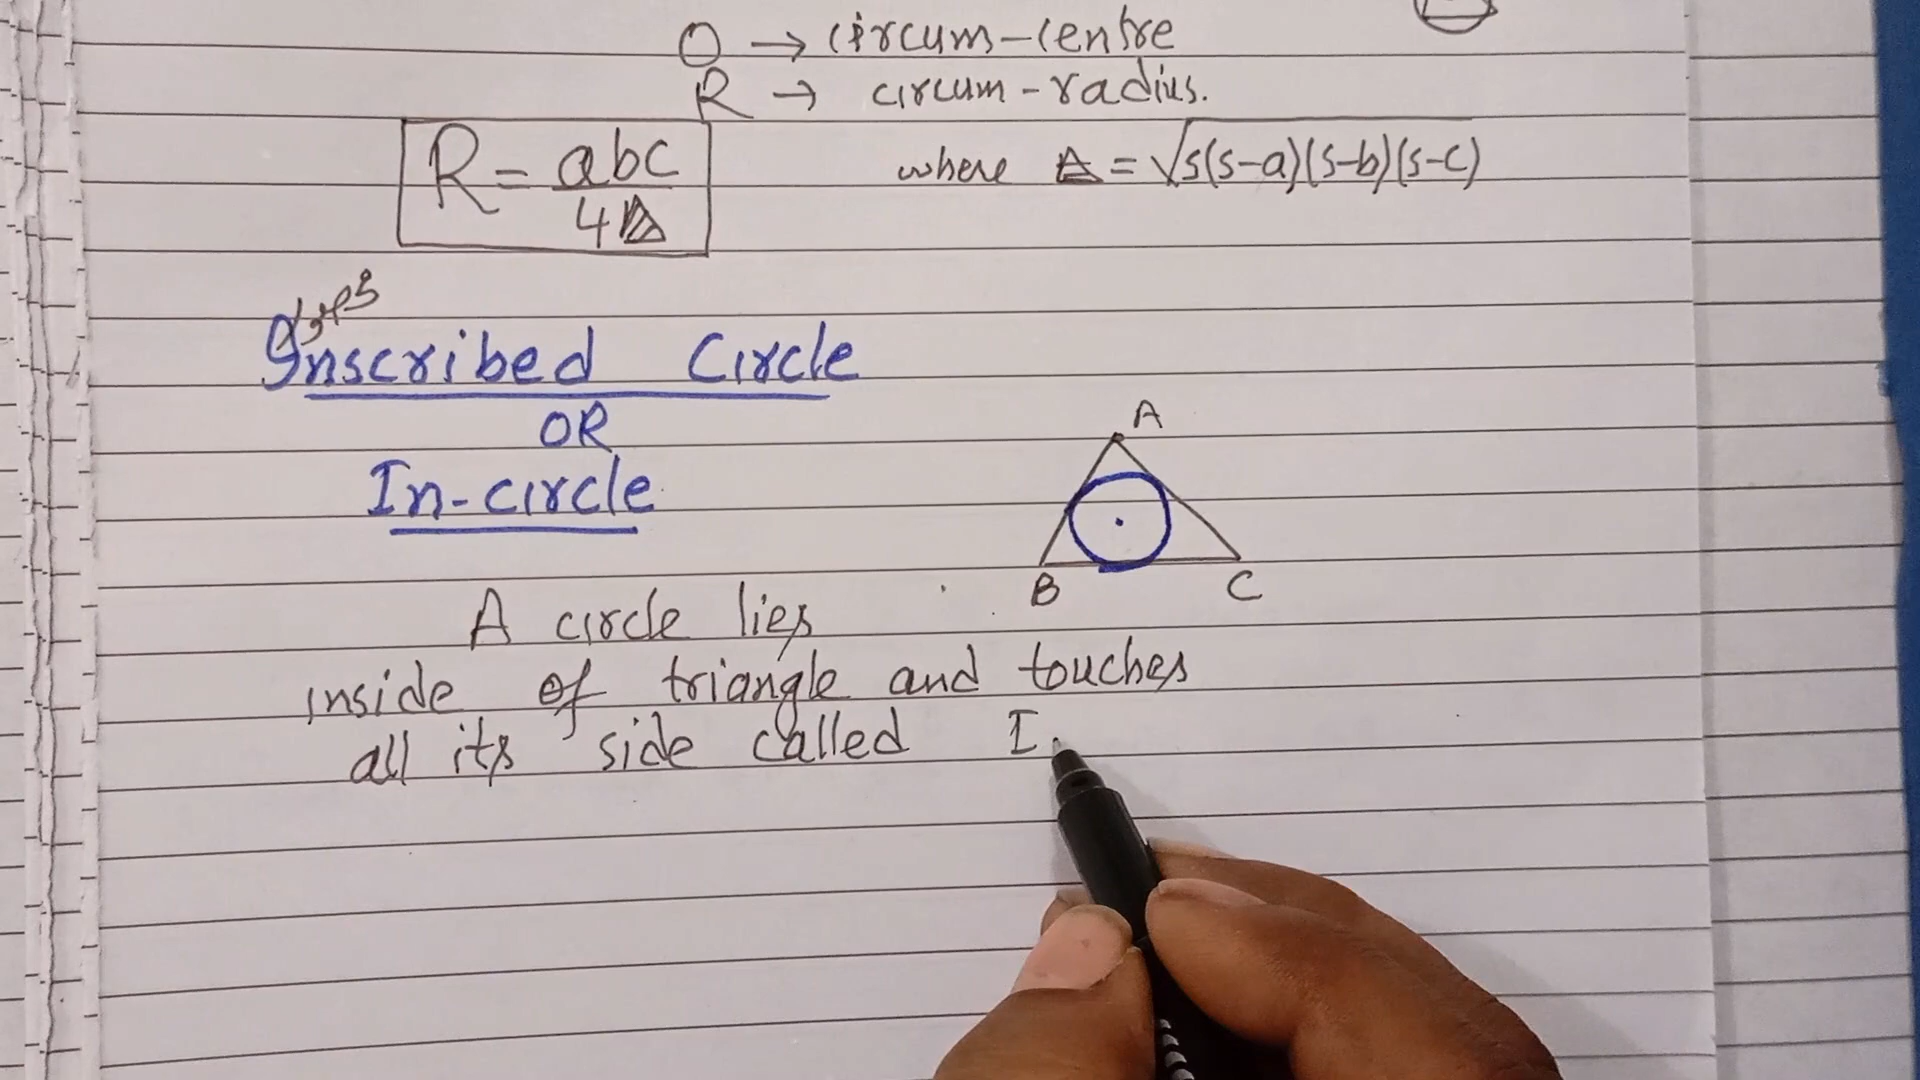 O → circum-centre
R → circum-radius.
R = abc/4Δ where Δ = √s(s-a)(s-b)(s-c)
Inscribed Circle
OR
In-circle
A
B C
A circle lies
inside of triangle and touches
all its side called I